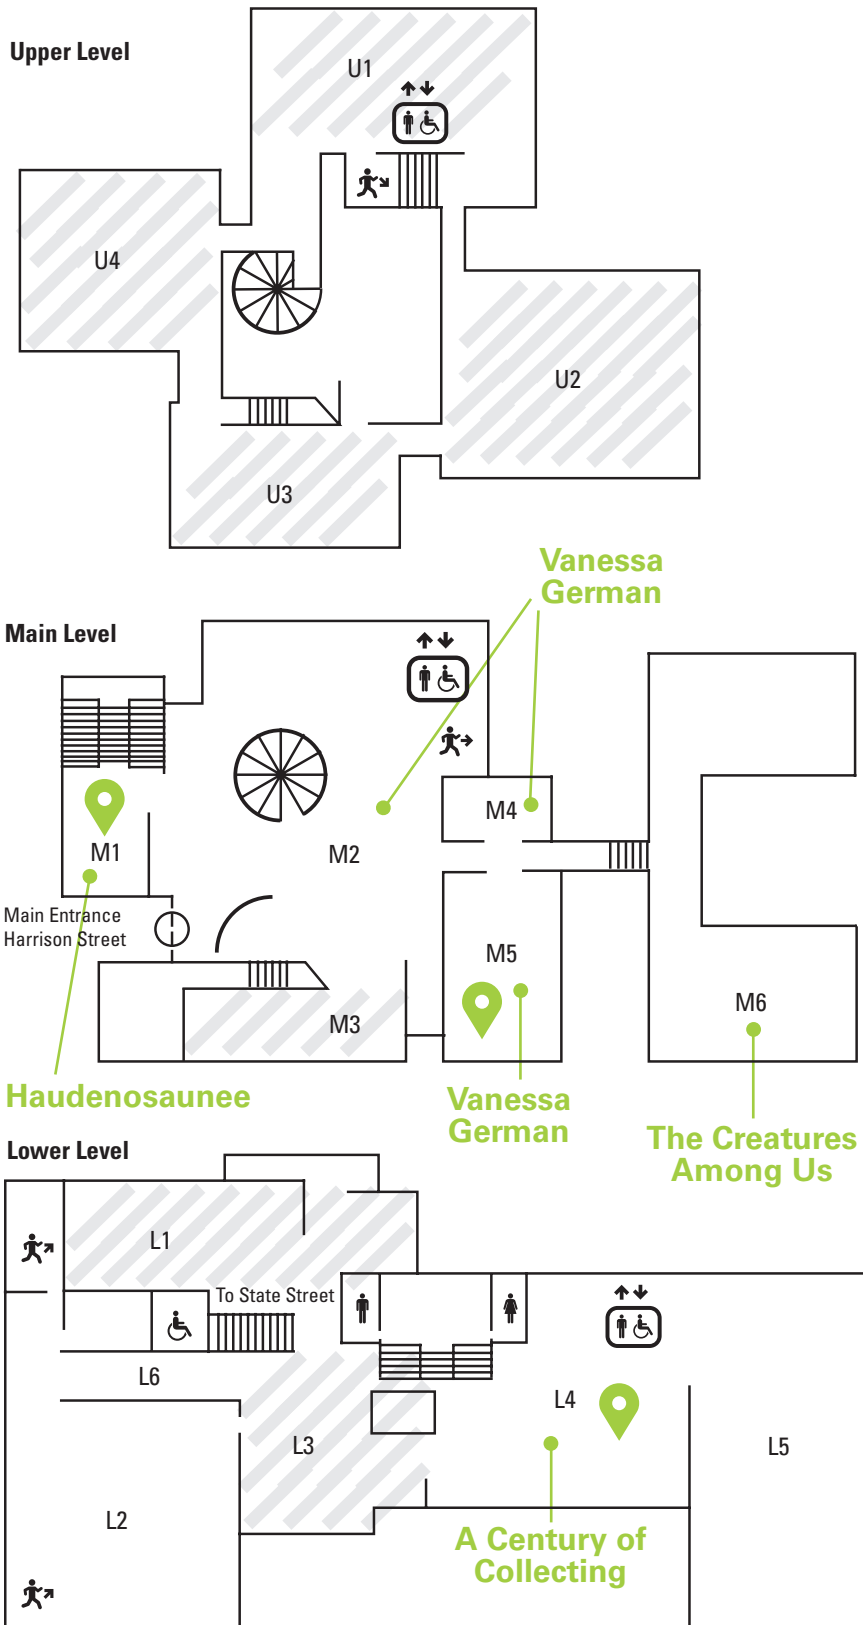 Upper Level
U1
U4
U2
U3
Vanessa
German
Main Level
M4
M2
M1
Main Entrance
Harrison Street
M5
M6
M3
Haudenosaunee
Vanessa
German
The Creatures
Among Us
Lower Level
L1
To State Street
L6
L4
L3
L5
L2
A Century of
Collecting